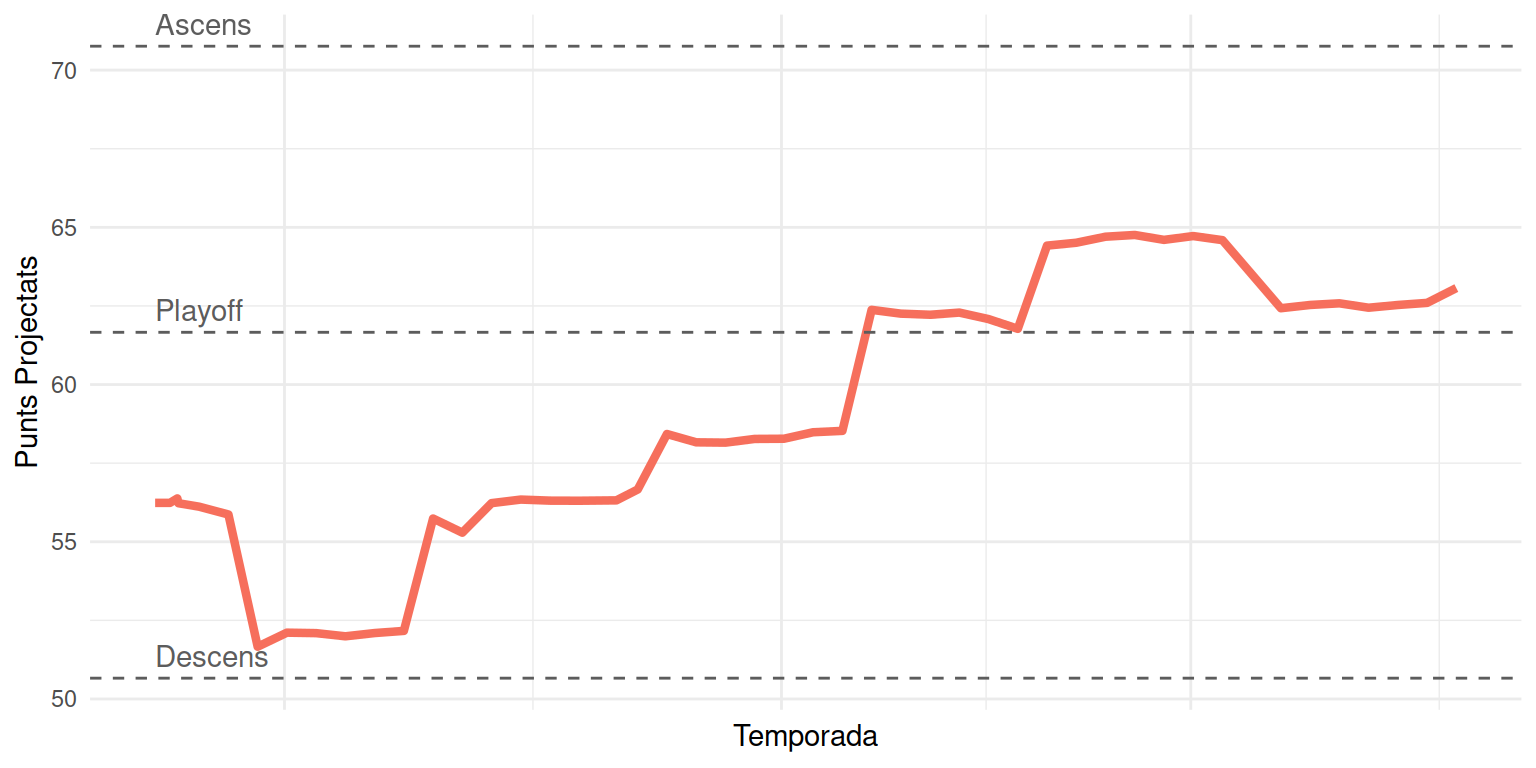 Ascens
70
65
Playoff
60
55
Descens
50
Punts Projectats
Temporada